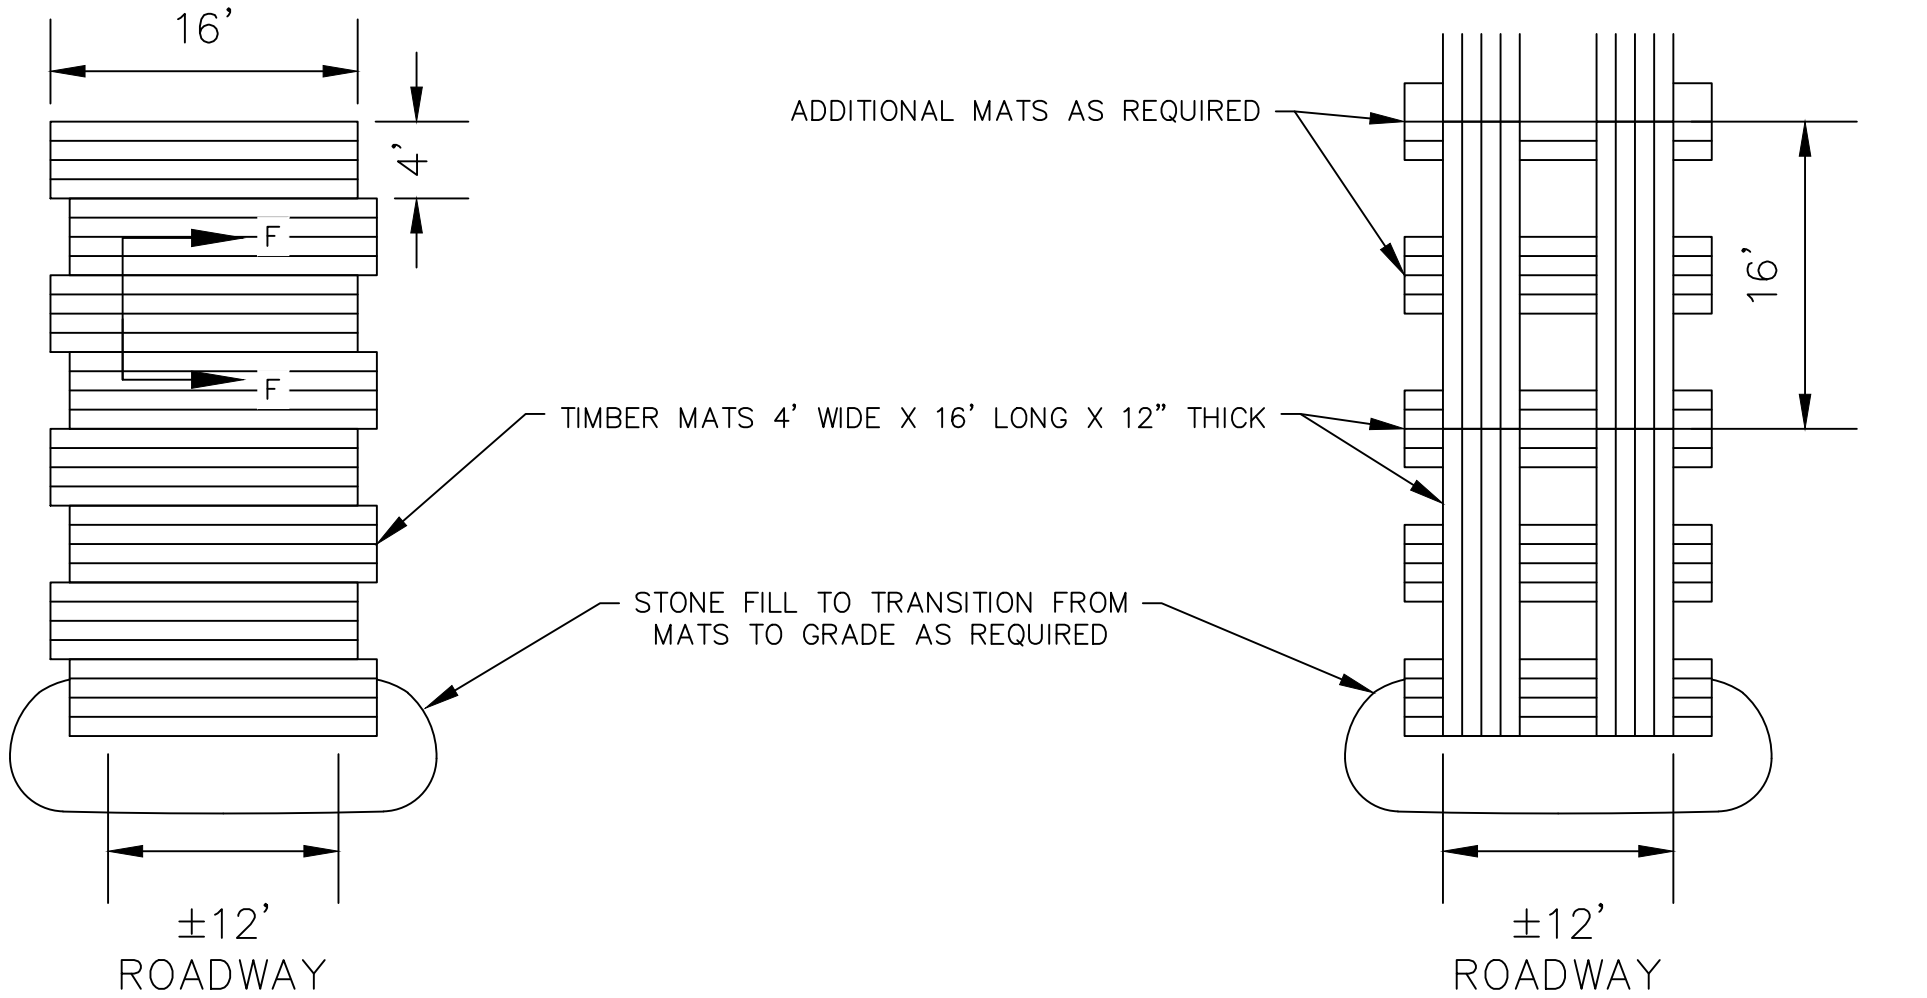 16’
ADDITIONAL MATS AS REQUIRED
4’
F
16’
F
TIMBER MATS 4’ WIDE X 16’ LONG X 12” THICK
STONE FILL TO TRANSITION FROM
MATS TO GRADE AS REQUIRED
±12’
ROADWAY
±12’
ROADWAY